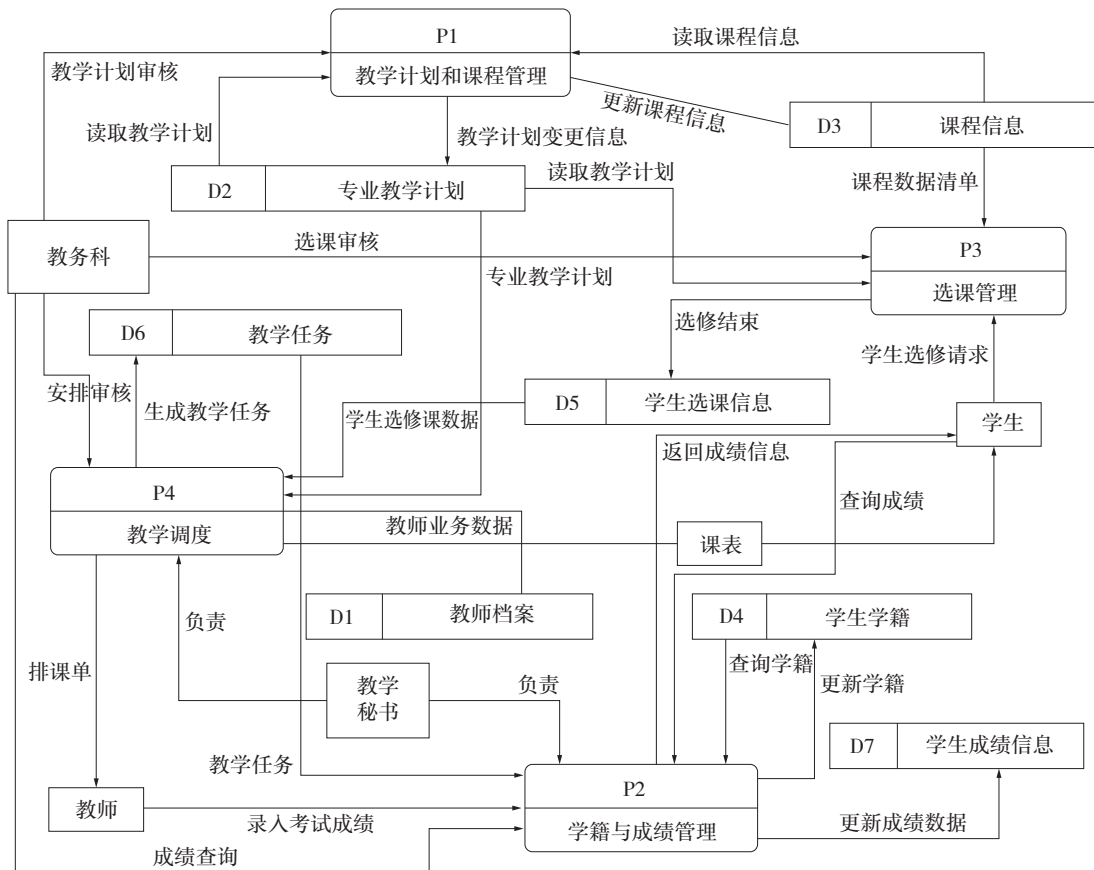 P1
读取课程信息
教学计划审核
教学计划和课程管理
更新课程信息
读取教学计划
教学计划变更信息
D3
课程信息
D2
专业教学计划
读取教学计划
课程数据清单
教务科
选课审核
P3
专业教学计划
选课管理
D6
教学任务
选修结束
学生选修请求
安排审核
生成教学任务
学生选修课数据
D5
学生选课信息
学生
返回成绩信息
P4
查询成绩
教学调度
教师业务数据
课表
负责
D1
教师档案
D4
学生学籍
排课单
教学
秘书
负责
查询学籍
更新学籍
D7
学生成绩信息
教学任务
P2
教师
录入考试成绩
学籍与成绩管理
更新成绩数据
成绩查询